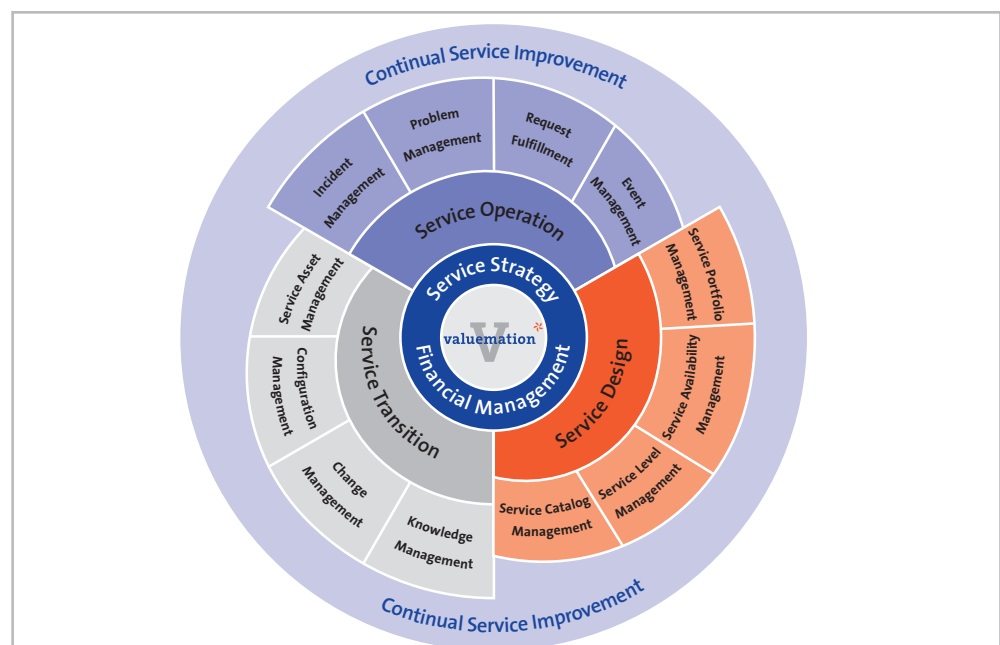 Continual Service Improvement
Incident
Management
Problem
Management
Request
Fulfillment
Event
Management
Service Operation
Service Asset
Management
Configuration
Management
Change
Management
Knowledge
Management
Service Transition
Service Strategy
V
valuemation
Financial Management
Service Design
Service Portfolio
Management
Service Availability
Management
Service Level
Management
Service Catalog
Management
Continual Service Improvement